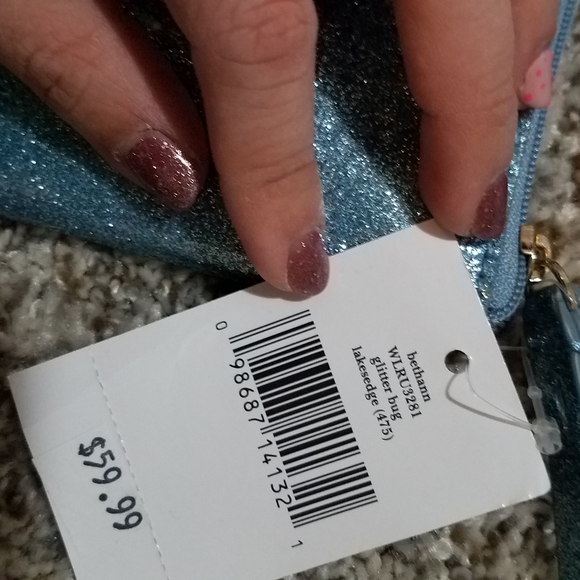 bethann
WLRU3281
glitter bug
lakesedge (475)
0 98687 14132 1
$59.99